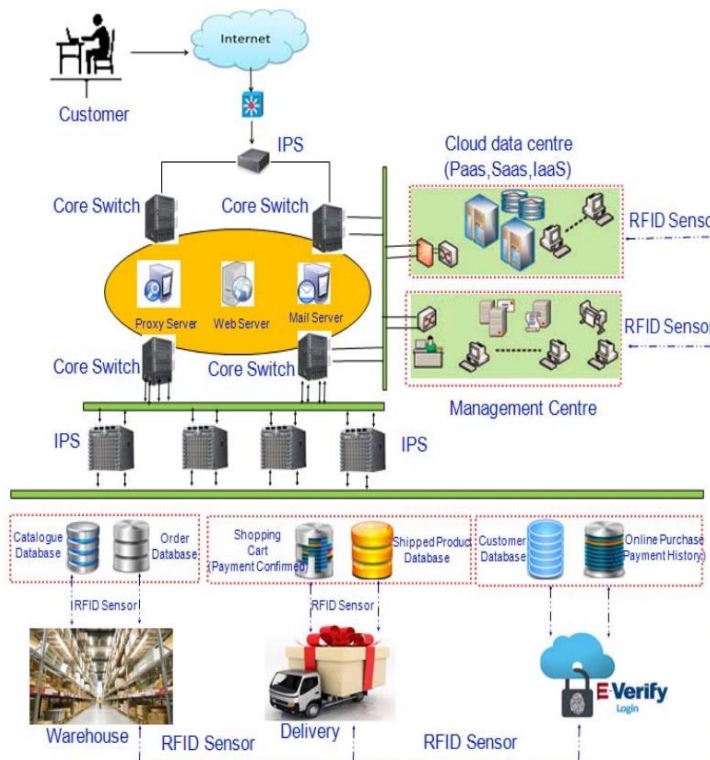 Internet
Customer
IPS
Cloud data centre
(Paas,Saas,IaaS)
Core Switch
Core Switch
RFID Sensor
Proxy Server
Web Server
Mail Server
RFID Sensor
Core Switch
Core Switch
Management Centre
IPS
IPS
Catalogue
Database
Order
Database
Shopping
Cart
(Payment Confirmed)
Shipped Product
Database
Customer
Database
Online Purchase
Payment History)
RFID Sensor
RFID Sensor
E-Verify
Login
Warehouse
Delivery
RFID Sensor
RFID Sensor